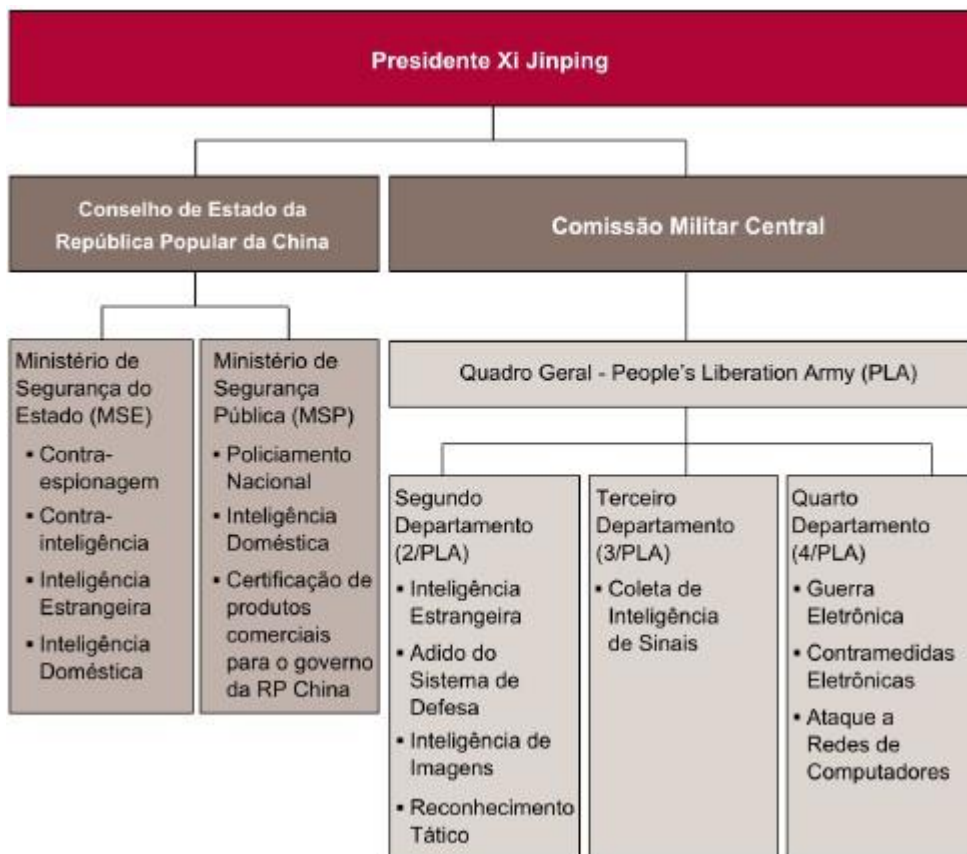 Presidente Xi Jinping
Conselho de Estado da
República Popular da China
Comissão Militar Central
Ministério de
Segurança do
Estado (MSE)
▪ Contra-
espionagem
▪ Contra-
inteligência
▪ Inteligência
Estrangeira
▪ Inteligência
Doméstica
Ministério de
Segurança
Pública (MSP)
▪ Policiamento
Nacional
▪ Inteligência
Doméstica
▪ Certificação de
produtos
comerciais
para o governo
da RP China
Quadro Geral - People's Liberation Army (PLA)
Segundo
Departamento
(2/PLA)
▪ Inteligência
Estrangeira
▪ Adido do
Sistema de
Defesa
▪ Inteligência de
Imagens
▪ Reconhecimento
Tático
Terceiro
Departamento
(3/PLA)
▪ Coleta de
Inteligência
de Sinais
Quarto
Departamento
(4/PLA)
▪ Guerra
Eletrônica
▪ Contramedidas
Eletrônicas
▪ Ataque a
Redes de
Computadores